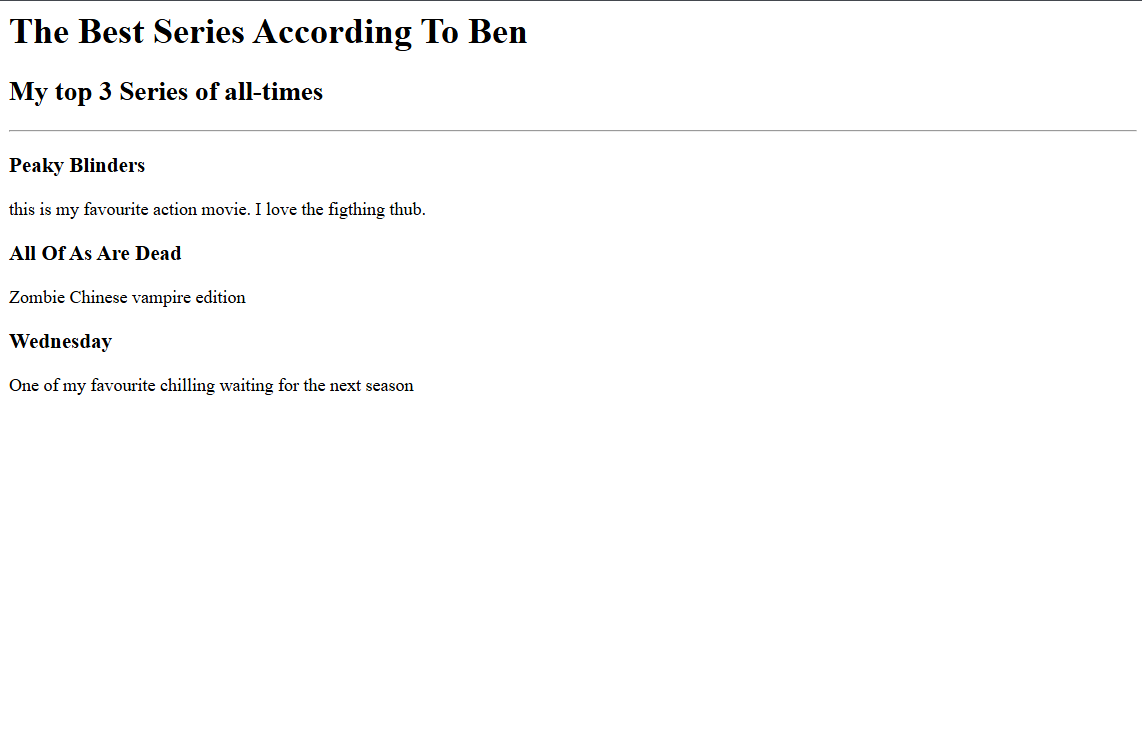 The Best Series According To Ben
My top 3 Series of all-times
Peaky Blinders
this is my favourite action movie. I love the figthing thub.
All Of As Are Dead
Zombie Chinese vampire edition
Wednesday
One of my favourite chilling waiting for the next season